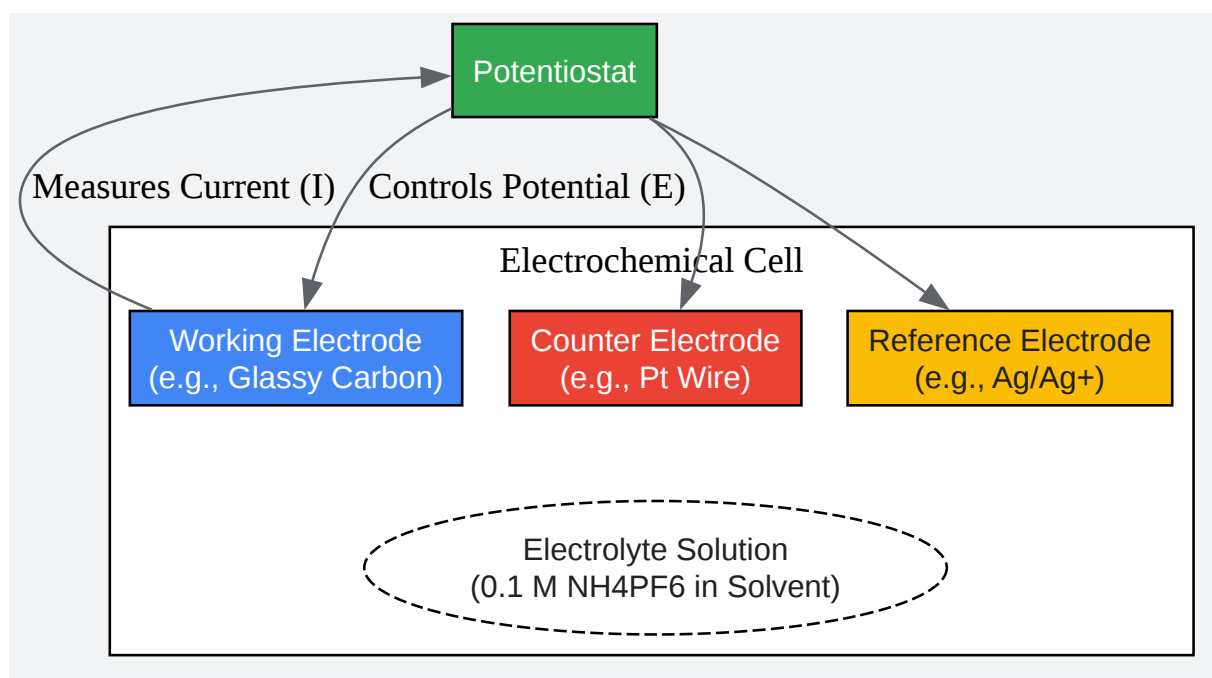 Potentiostat
Measures Current (I)
Controls Potential (E)
Electrochemical Cell
Working Electrode
(e.g., Glassy Carbon)
Counter Electrode
(e.g., Pt Wire)
Reference Electrode
(e.g., Ag/Ag+)
Electrolyte Solution
(0.1 M NH4PF6 in Solvent)